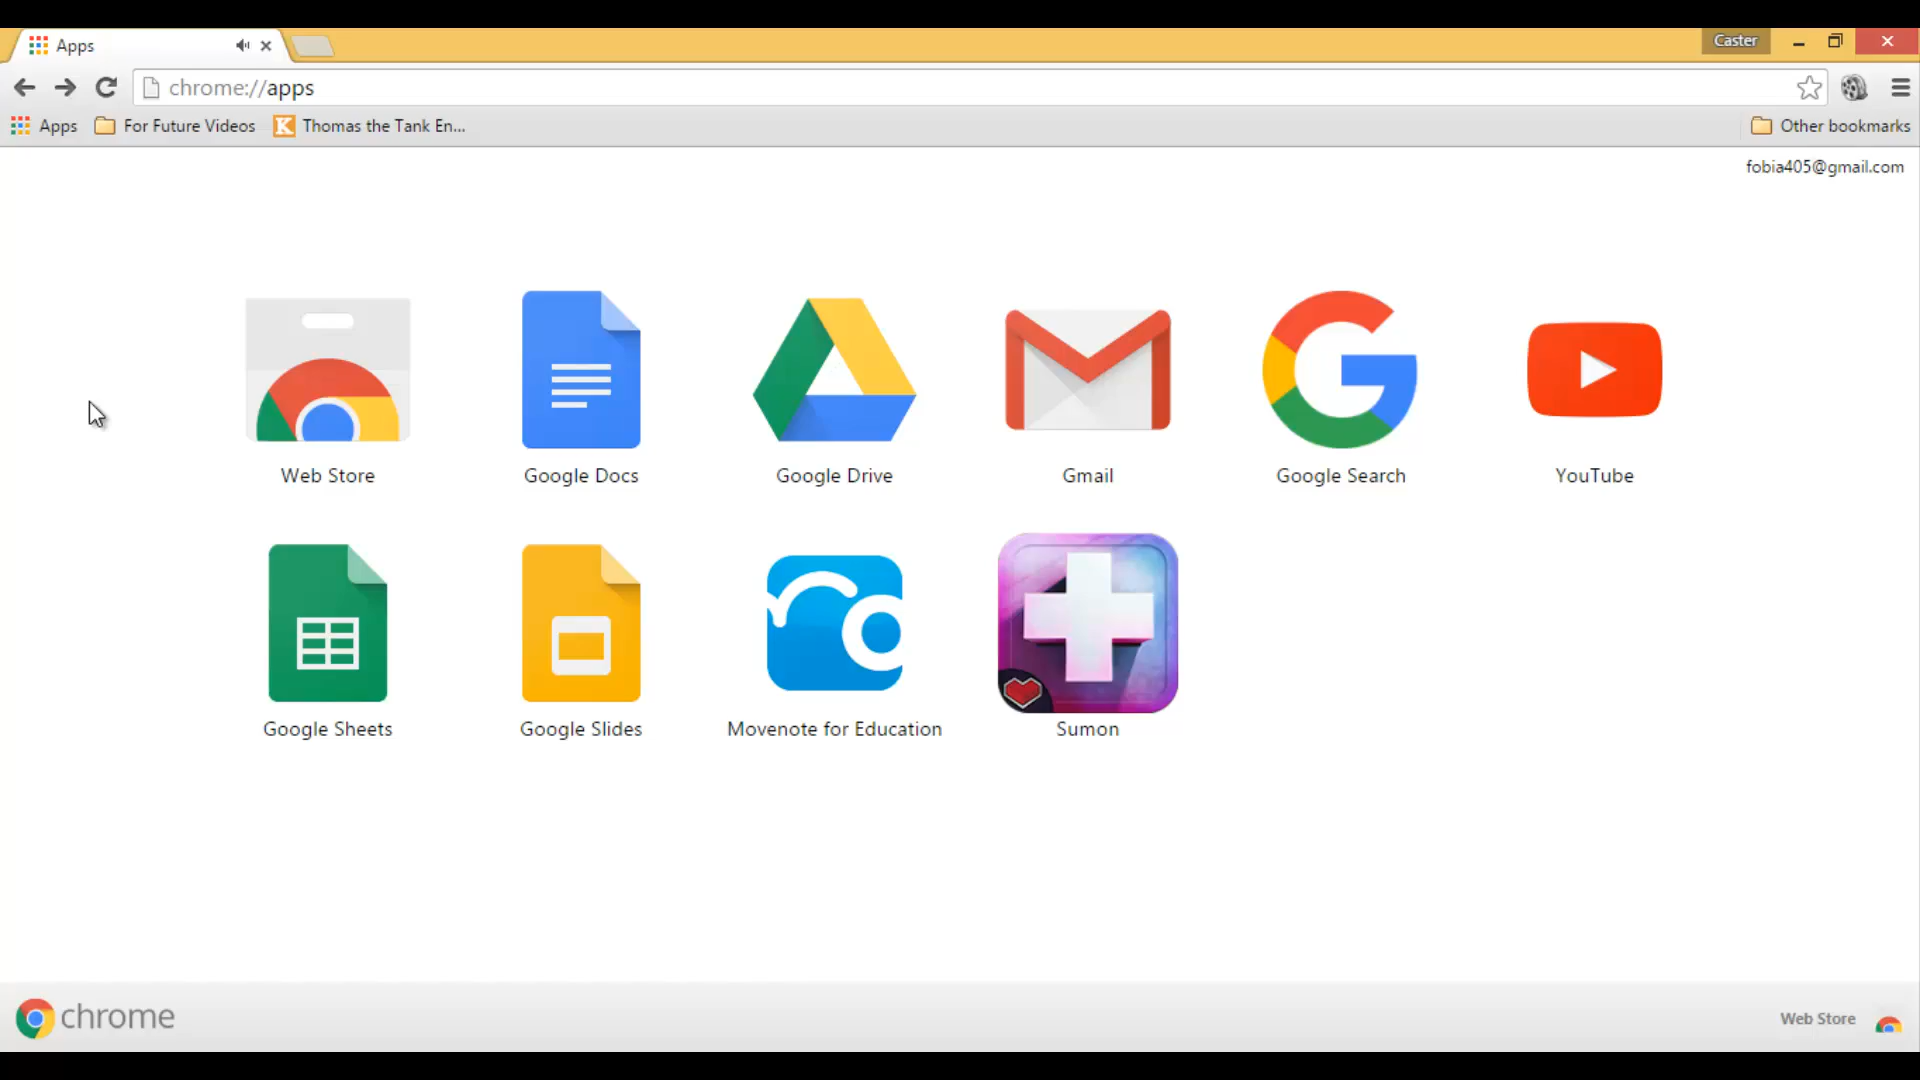 Apps
Caster
chrome://apps
Apps For Future Videos Thomas the Tank En... Other bookmarks
fobia405@gmail.com
Web Store Google Docs Google Drive Gmail Google Search YouTube
Google Sheets Google Slides Movenote for Education Sumon
chrome Web Store